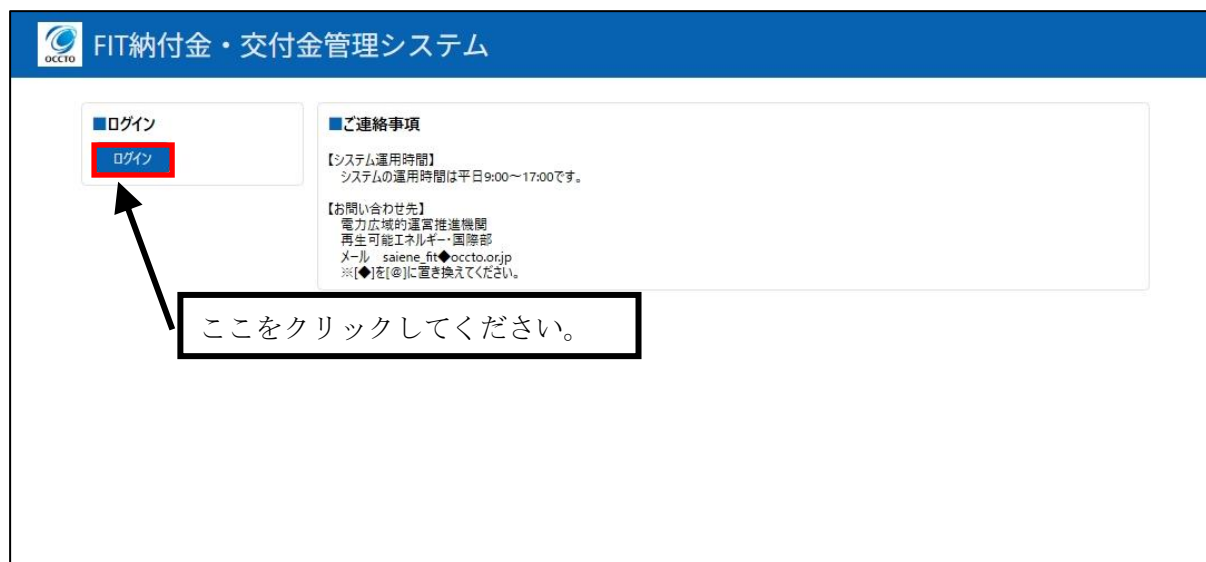 OCCTO
FIT納付金・交付金管理システム
■ログイン
ログイン
■ご連絡事項
【システム運用時間】
システムの運用時間は平日9:00～17:00です。
【お問い合わせ先】
電力広域的運営推進機関
再生可能エネルギー・国際部
メール saiene_fit◆occto.or.jp
※[◆]を[@]に置き換えてください。
ここをクリックしてください。